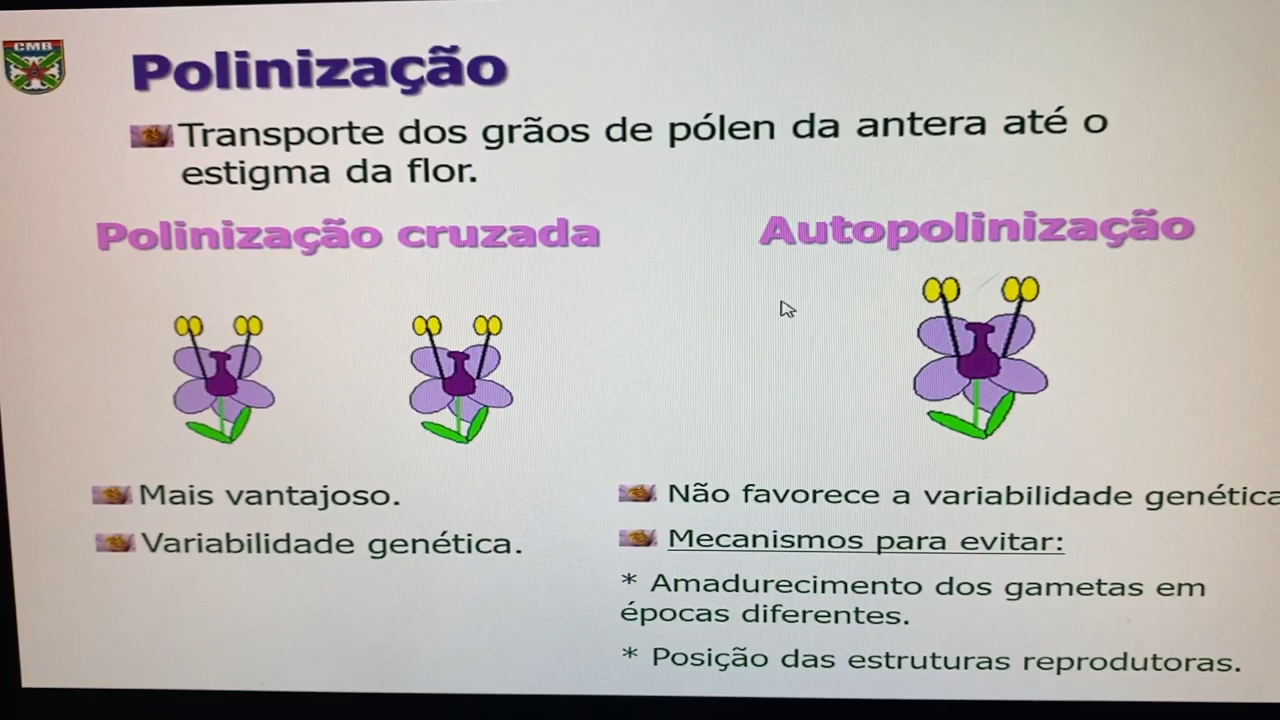 CMB
Polinização
Transporte dos grãos de pólen da antera até o
estigma da flor.
Polinização cruzada
Autopolinização
Mais vantajoso.
Variabilidade genética.
Não favorece a variabilidade genética
Mecanismos para evitar:
* Amadurecimento dos gametas em
épocas diferentes.
* Posição das estruturas reprodutoras.